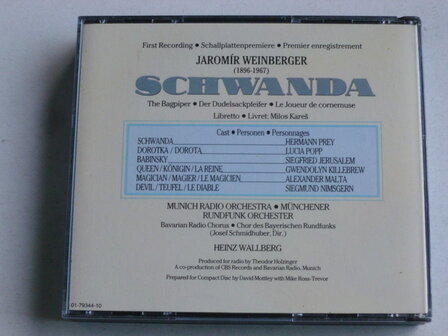 First Recording • Schallplattenpremiere • Premier enregistrement
JAROMÍR WEINBERGER
(1896-1967)
SCHWANDA
The Bagpiper • Der Dudelsackpfeifer • Le Joueur de cornemuse
Libretto • Livret: Milos Kareš
Cast • Personen • Personnages
SCHWANDA HERMANN PREY
DOROTKA / DOROTA LUCIA POPP
BABINSKY SIEGFRIED JERUSALEM
QUEEN / KÖNIGIN / LA REINE GWENDOLYN KILLEBREW
MAGICIAN / MAGIER / LE MAGICIEN ALEXANDER MALTA
DEVIL / TEUFEL / LE DIABLE SIEGMUND NIMSGERN
MUNICH RADIO ORCHESTRA • MÜNCHENER
RUNDFUNK ORCHESTER
Bavarian Radio Chorus • Chor des Bayerischen Rundfunks
(Josef Schmidhuber, Dir.)
HEINZ WALLBERG
Produced for radio by Theodor Holzinger
A co-production of CBS Records and Bavarian Radio, Munich
01-79344-10
Prepared for Compact Disc by David Mottley with Mike Ross-Trevor